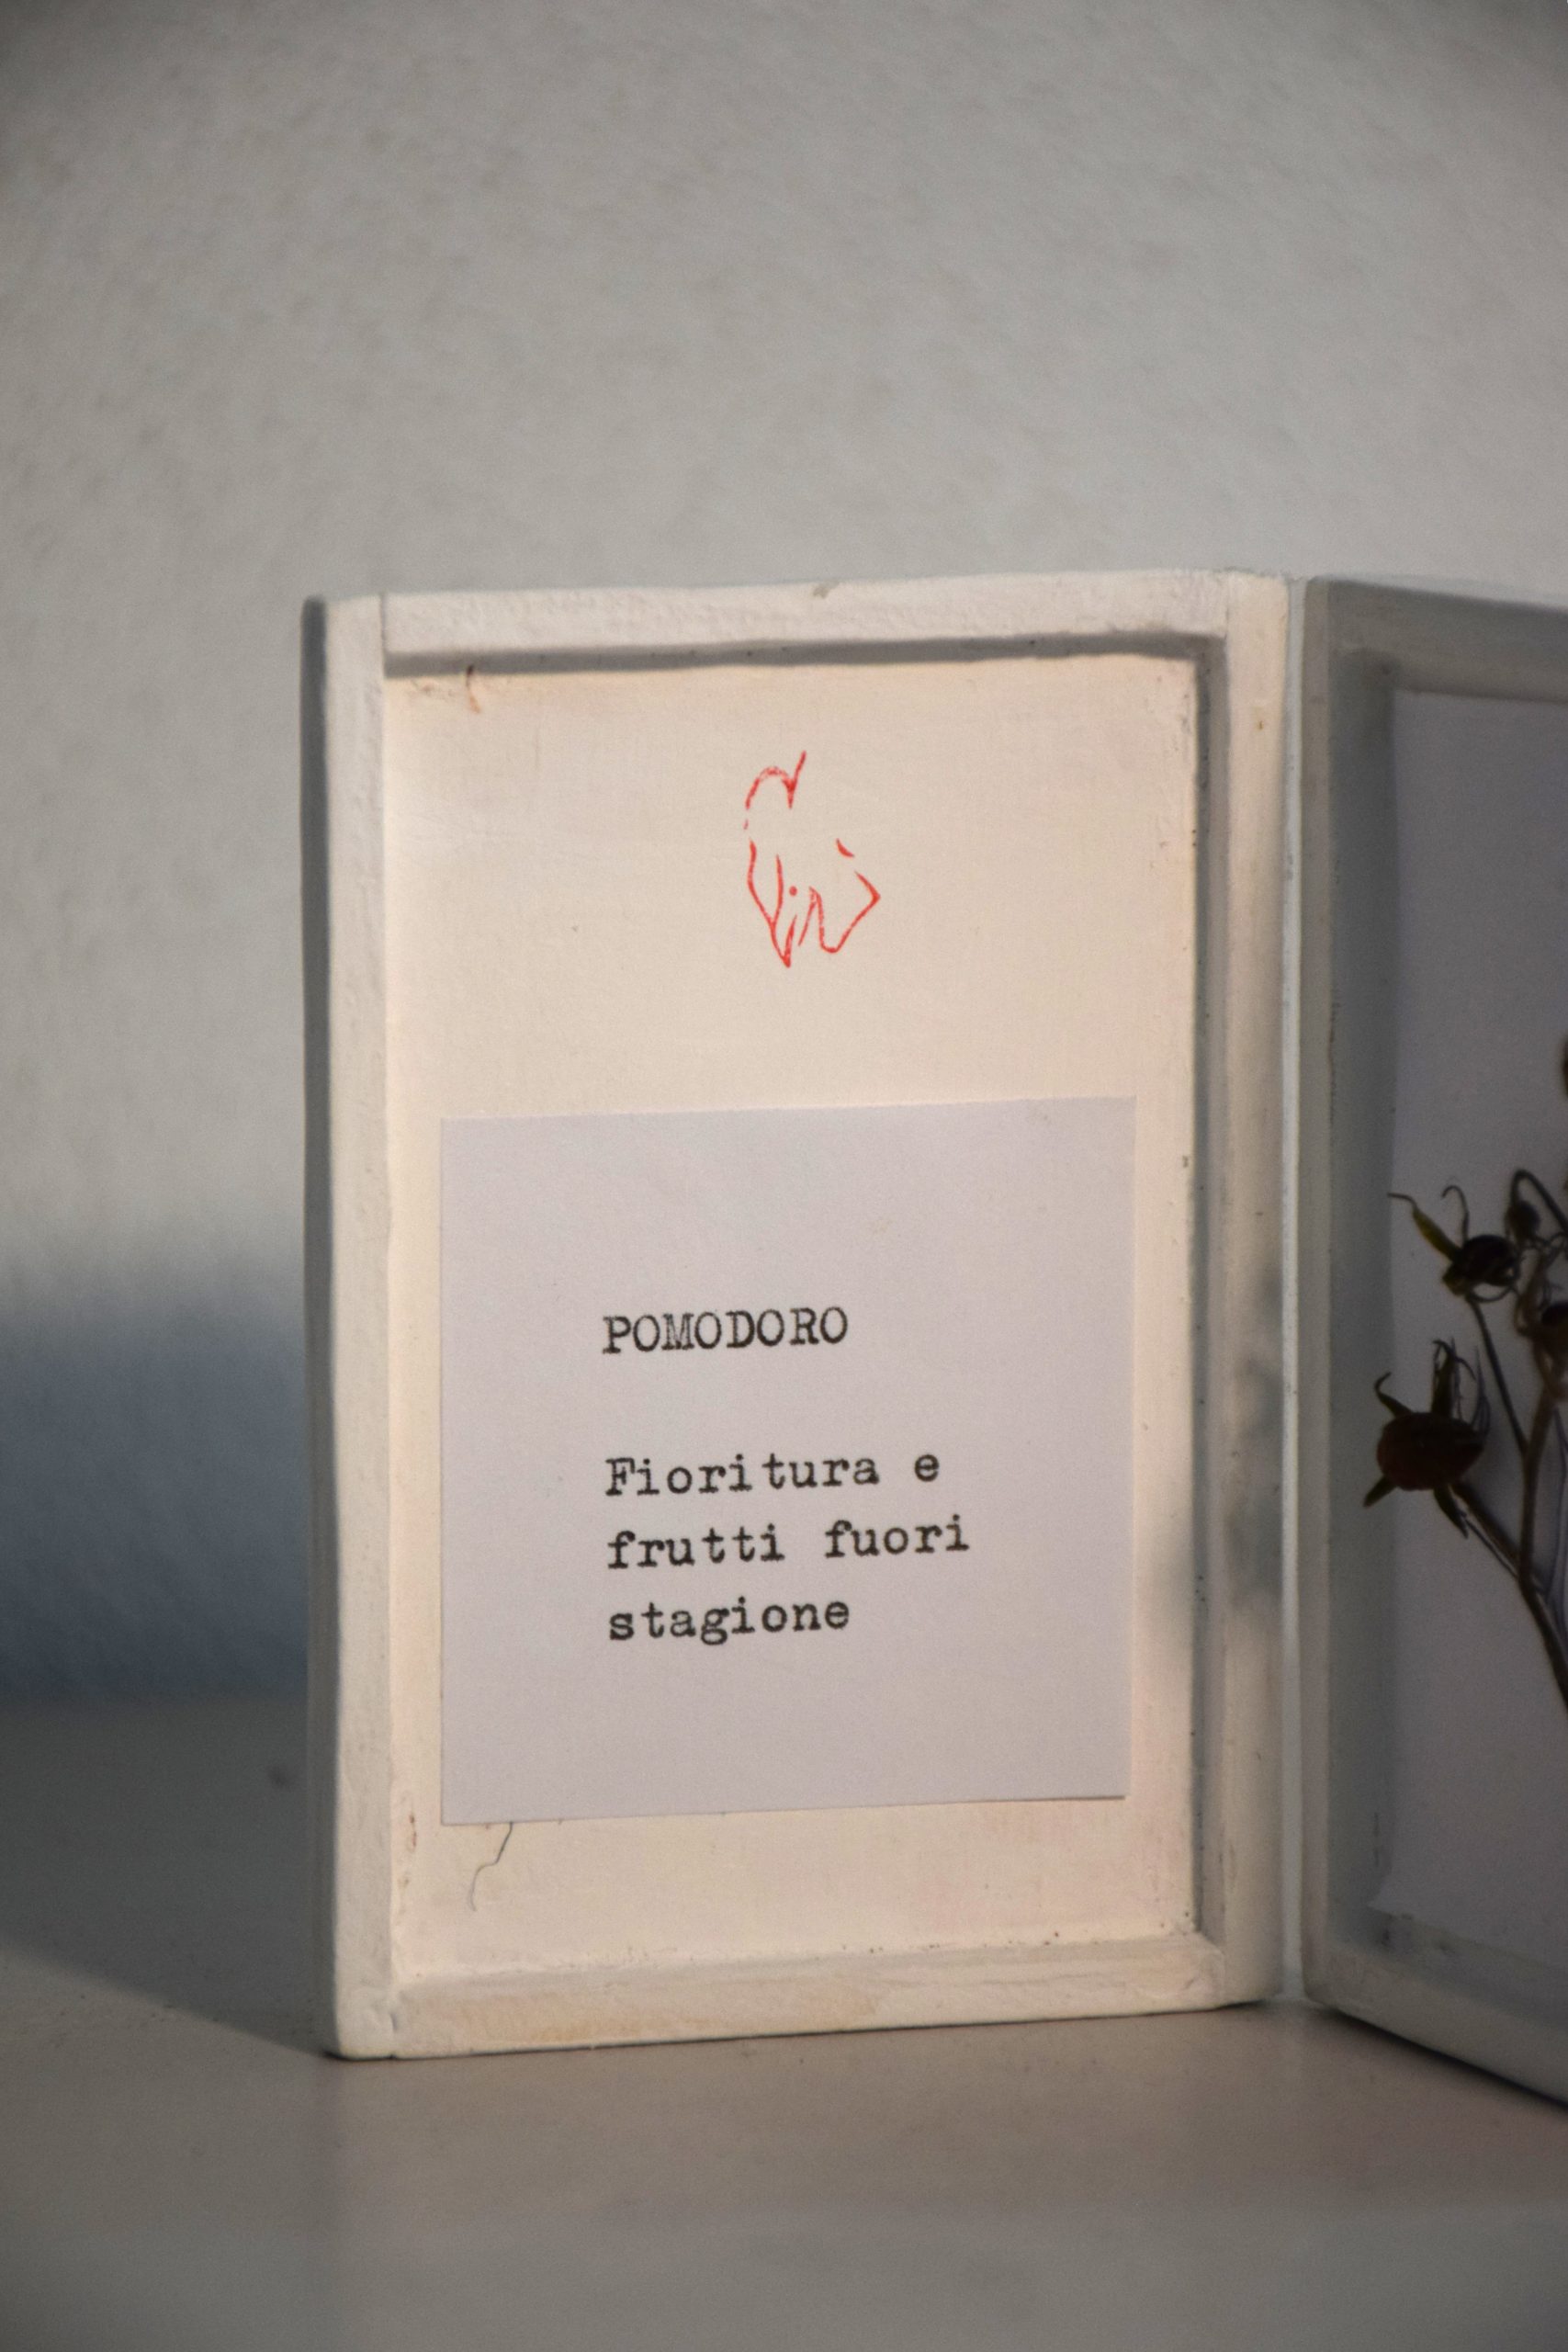 POMODORO
Fioritura e
frutti fuori
stagione